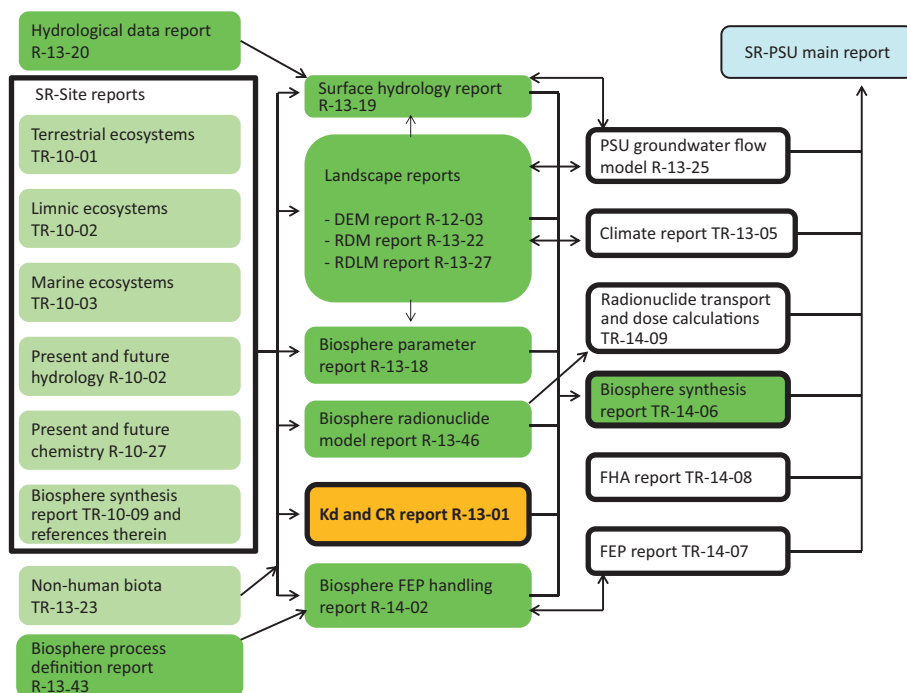 Hydrological data report
R-13-20
SR-Site reports
Terrestrial ecosystems
TR-10-01
Limnic ecosystems
TR-10-02
Marine ecosystems
TR-10-03
Present and future
hydrology R-10-02
Present and future
chemistry R-10-27
Biosphere synthesis
report TR-10-09 and
references therein
Non-human biota
TR-13-23
Biosphere process
definition report
R-13-43
Surface hydrology report
R-13-19
Landscape reports
- DEM report R-12-03
- RDM report R-13-22
- RDLM report R-13-27
Biosphere parameter
report R-13-18
Biosphere radionuclide
model report R-13-46
Kd and CR report R-13-01
Biosphere FEP handling
report R-14-02
SR-PSU main report
PSU groundwater flow
model R-13-25
Climate report TR-13-05
Radionuclide transport
and dose calculations
TR-14-09
Biosphere synthesis
report TR-14-06
FHA report TR-14-08
FEP report TR-14-07